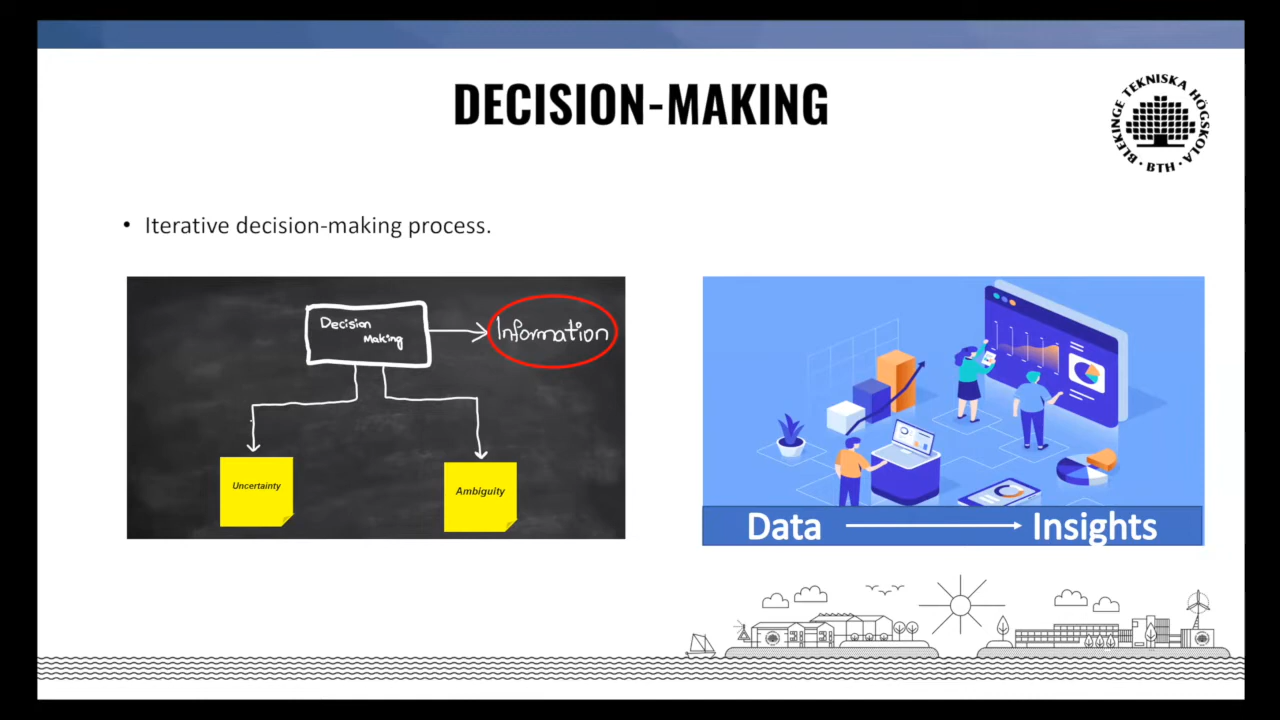 DECISION-MAKING
BLEKINGE TEKNISKA HÖGSKOLA · BTH ·
• Iterative decision-making process.
Decision
Making
Information
Uncertainty
Ambiguity
Data
Insights